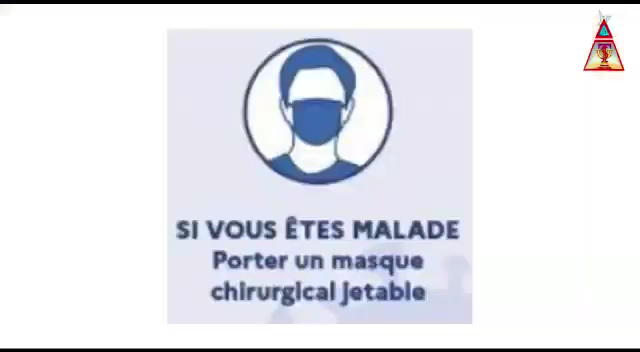 SI VOUS ÊTES MALADE
Porter un masque
chirurgical jetable